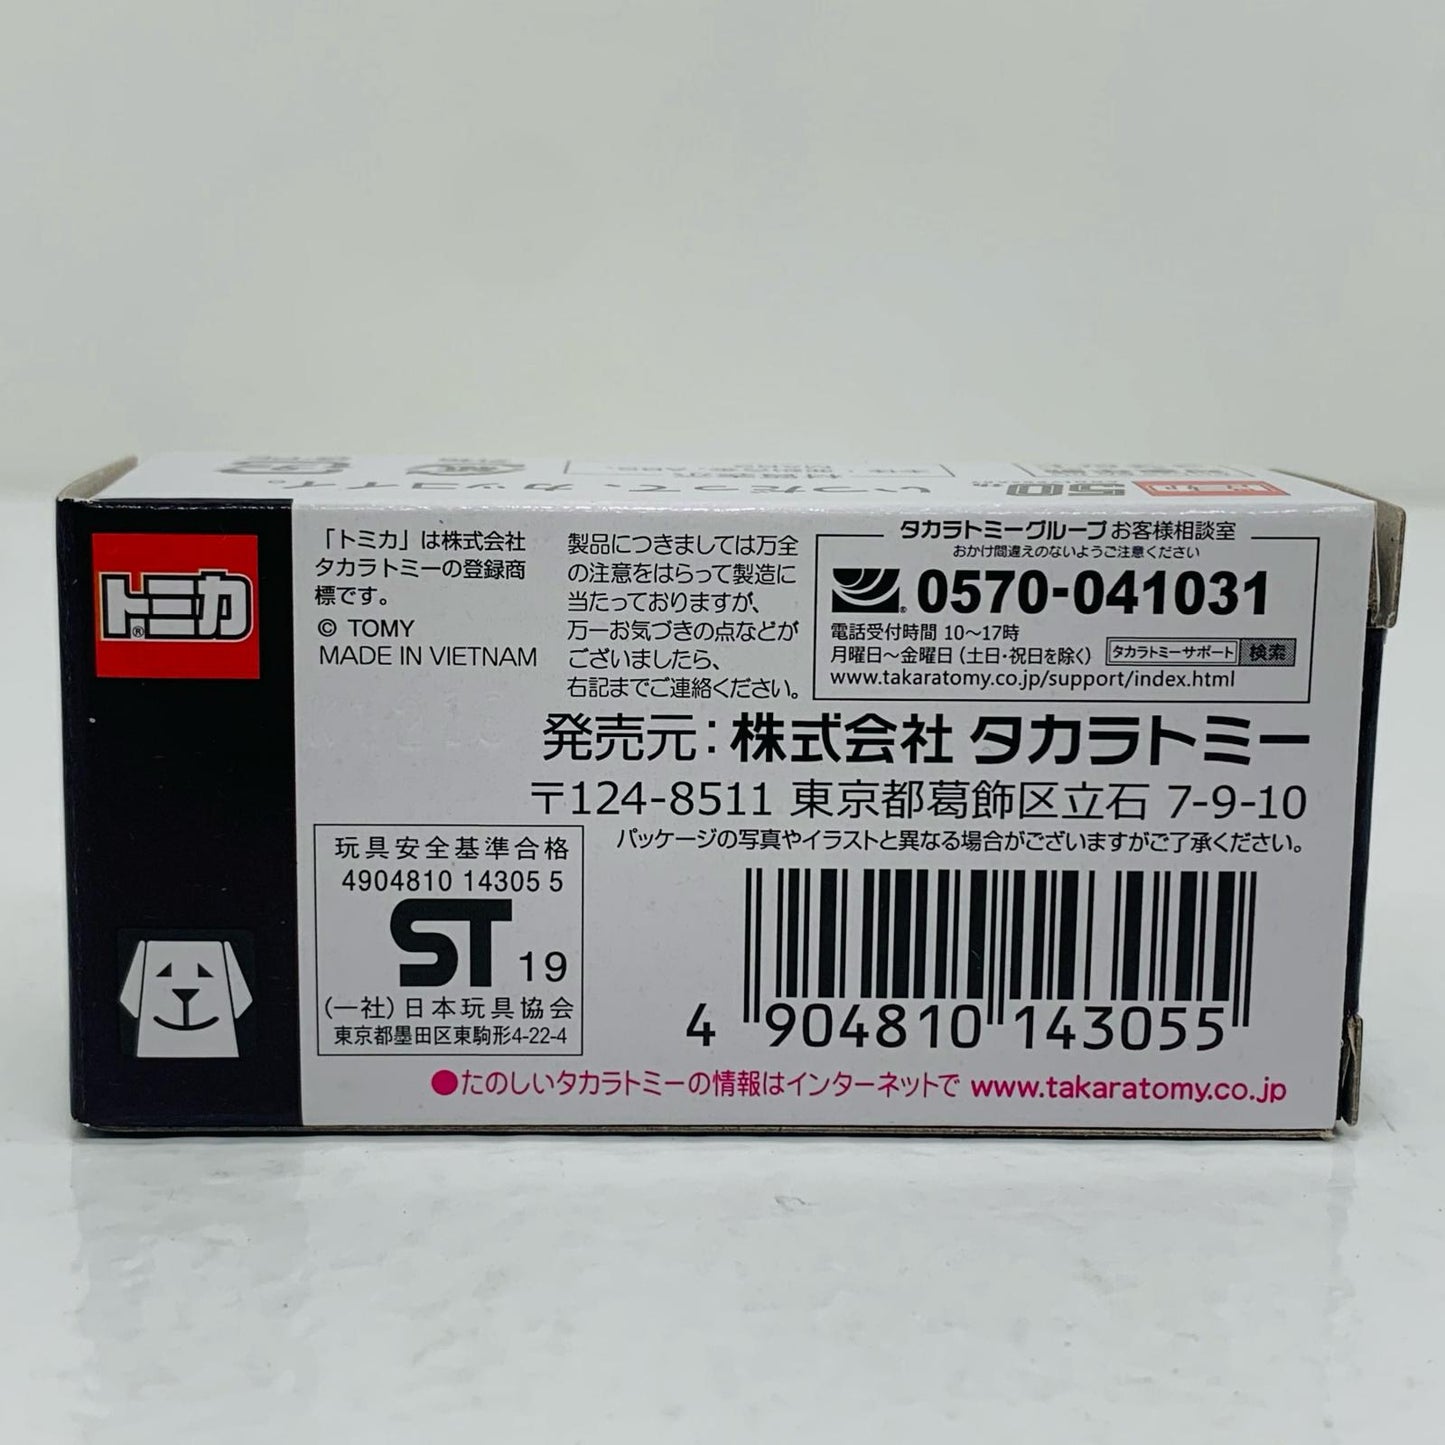 いつだって、カッコイイ。
50
トミカ®
「トミカ」は株式会社
タカラトミーの登録商
標です。
© TOMY
MADE IN VIETNAM
製品につきましては万全
の注意をはらって製造に
当たっておりますが、
万一お気づきの点などが
ございましたら、
右記までご連絡ください。
タカラトミーグループお客様相談室
おかけ間違えのないようご注意ください
0570-041031
電話受付時間 10〜17時
月曜日〜金曜日(土日・祝日を除く) タカラトミーサポート 検索
www.takaratomy.co.jp/support/index.html
発売元:株式会社 タカラトミー
〒124-8511 東京都葛飾区立石 7-9-10
パッケージの写真やイラストと異なる場合がございますがご了承ください。
玩具安全基準合格
4904810 14305 5
ST 19
(一社)日本玩具協会
東京都墨田区東駒形4-22-4
4 904810 143055
●たのしいタカラトミーの情報はインターネットで www.takaratomy.co.jp